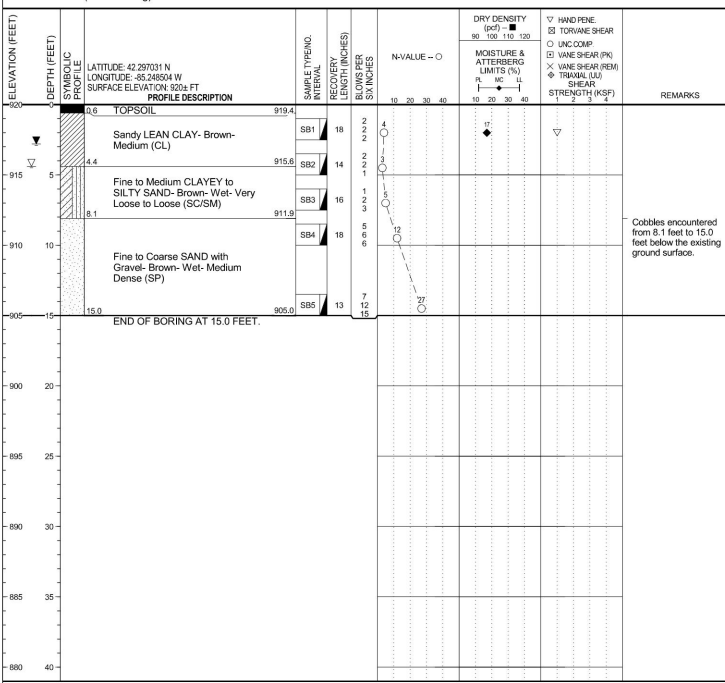 ELEVATION (FEET)
DEPTH (FEET)
SYMBOLIC
PROFILE
LATITUDE: 42.297031 N
LONGITUDE: -85.248504 W
SURFACE ELEVATION: 920± FT
PROFILE DESCRIPTION
SAMPLE TYPE/NO.
INTERVAL
RECOVERY
LENGTH (INCHES)
BLOWS PER
SIX INCHES
N-VALUE -- O
10 20 30 40
DRY DENSITY
(pcf) -- ■
90 100 110 120
MOISTURE &
ATTERBERG
LIMITS (%)
PL MC LL
10 20 30 40
▽ HAND PENE.
⊠ TORVANE SHEAR
○ UNC.COMP.
□ VANE SHEAR (PK)
× VANE SHEAR (REM)
TRIAXIAL (UU)
SHEAR
STRENGTH (KSF)
1 2 3 4
REMARKS
920 0
0.6 TOPSOIL 919.4
Sandy LEAN CLAY- Brown-
Medium (CL)
SB1 18 2
2
2
4 17
4.4 915.6
SB2 14 2
2
1
3
915 5
Fine to Medium CLAYEY to
SILTY SAND- Brown- Wet- Very
Loose to Loose (SC/SM)
SB3 16 1
2
3
5
8.1 911.9
SB4 18 5
6
6
12
Cobbles encountered
from 8.1 feet to 15.0
feet below the existing
ground surface.
910 10
Fine to Coarse SAND with
Gravel- Brown- Wet- Medium
Dense (SP)
SB5 13 7
12
15
27
15.0 905.0
905 15
END OF BORING AT 15.0 FEET.
900 20
895 25
890 30
885 35
880 40